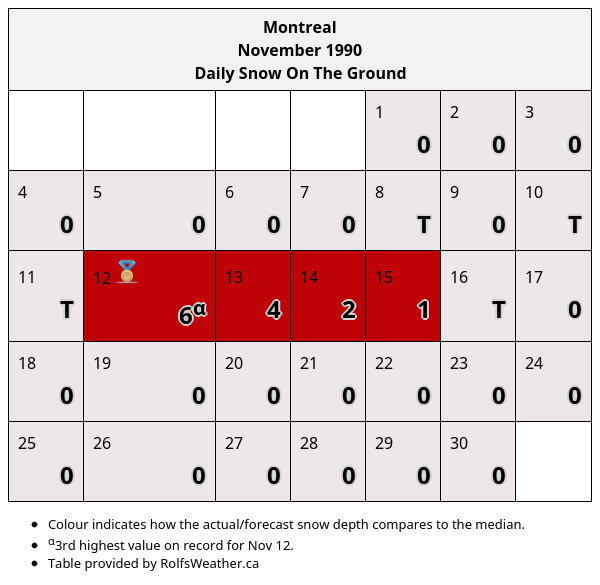 Montreal
November 1990
Daily Snow On The Ground
1 2 3
0 0 0
4 5 6 7 8 9 10
0 0 0 0 T 0 T
11 12 13 14 15 16 17
T 6α 4 2 1 T 0
18 19 20 21 22 23 24
0 0 0 0 0 0 0
25 26 27 28 29 30
0 0 0 0 0 0
Colour indicates how the actual/forecast snow depth compares to the median.
α3rd highest value on record for Nov 12.
Table provided by RolfsWeather.ca